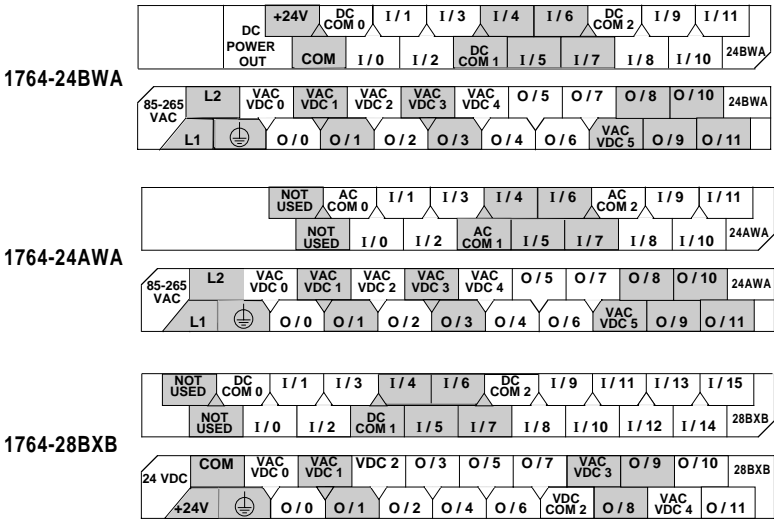 +24V DC COM 0 I / 1 I / 3 I / 4 I / 6 DC COM 2 I / 9 I / 11
DC POWER OUT COM I / 0 I / 2 DC COM 1 I / 5 I / 7 I / 8 I / 10 24BWA
1764-24BWA
85-265 VAC L2 VAC VDC 0 VAC VDC 1 VAC VDC 2 VAC VDC 3 VAC VDC 4 O / 5 O / 7 O / 8 O / 10 24BWA
L1 O / 0 O / 1 O / 2 O / 3 O / 4 O / 6 VAC VDC 5 O / 9 O / 11
NOT USED AC COM 0 I / 1 I / 3 I / 4 I / 6 AC COM 2 I / 9 I / 11
NOT USED I / 0 I / 2 AC COM 1 I / 5 I / 7 I / 8 I / 10 24AWA
1764-24AWA
85-265 VAC L2 VAC VDC 0 VAC VDC 1 VAC VDC 2 VAC VDC 3 VAC VDC 4 O / 5 O / 7 O / 8 O / 10 24AWA
L1 O / 0 O / 1 O / 2 O / 3 O / 4 O / 6 VAC VDC 5 O / 9 O / 11
NOT USED DC COM 0 I / 1 I / 3 I / 4 I / 6 DC COM 2 I / 9 I / 11 I / 13 I / 15
NOT USED I / 0 I / 2 DC COM 1 I / 5 I / 7 I / 8 I / 10 I / 12 I / 14 28BXB
1764-28BXB
24 VDC COM VAC VDC 0 VAC VDC 1 VDC 2 O / 3 O / 5 O / 7 VAC VDC 3 O / 9 O / 10 28BXB
+24V O / 0 O / 1 O / 2 O / 4 O / 6 VDC COM 2 O / 8 VAC VDC 4 O / 11